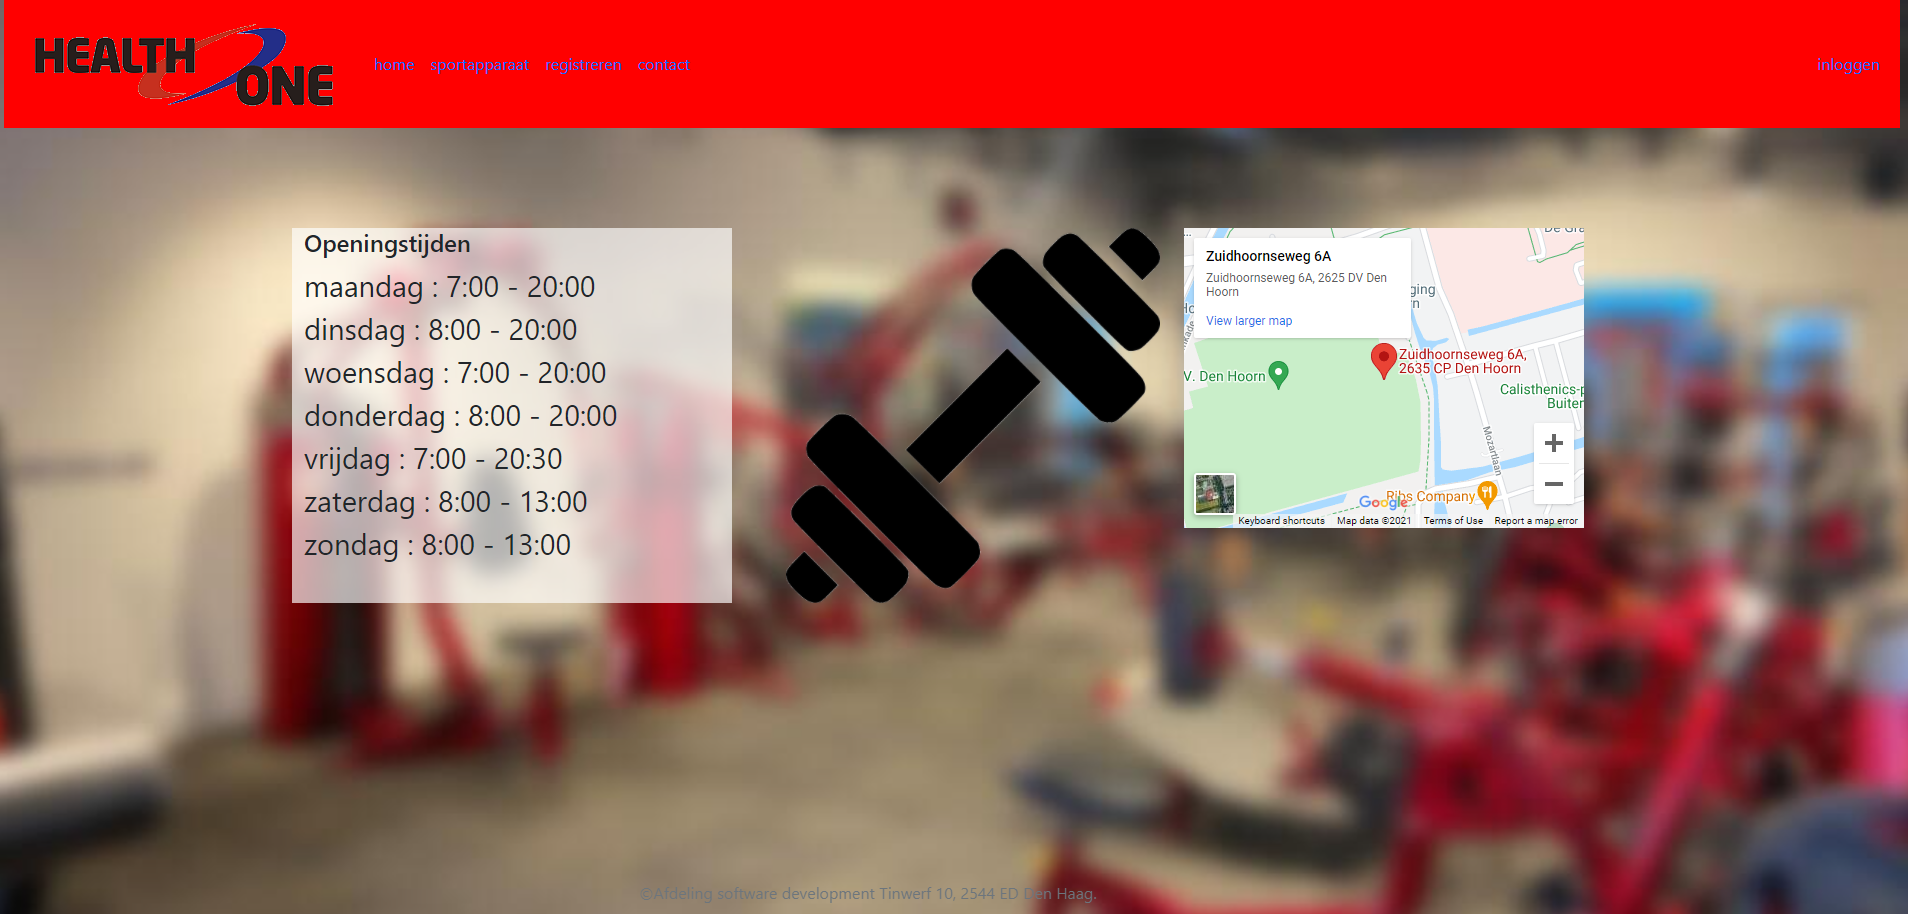 HEALTH
ONE
home sportapparaat registreren contact
inloggen
Openingstijden
maandag : 7:00 - 20:00
dinsdag : 8:00 - 20:00
woensdag : 7:00 - 20:00
donderdag : 8:00 - 20:00
vrijdag : 7:00 - 20:30
zaterdag : 8:00 - 13:00
zondag : 8:00 - 13:00
Zuidhoornseweg 6A
Zuidhoornseweg 6A, 2625 DV Den
Hoorn
View larger map
Zuidhoornseweg 6A,
2635 CP Den Hoorn
V. Den Hoorn
Calisthenics-p
Buiten
Mozartlaan
Ribs Company
Google
Keyboard shortcuts Map data ©2021 Terms of Use Report a map error
©Afdeling software development Tinwerf 10, 2544 ED Den Haag.